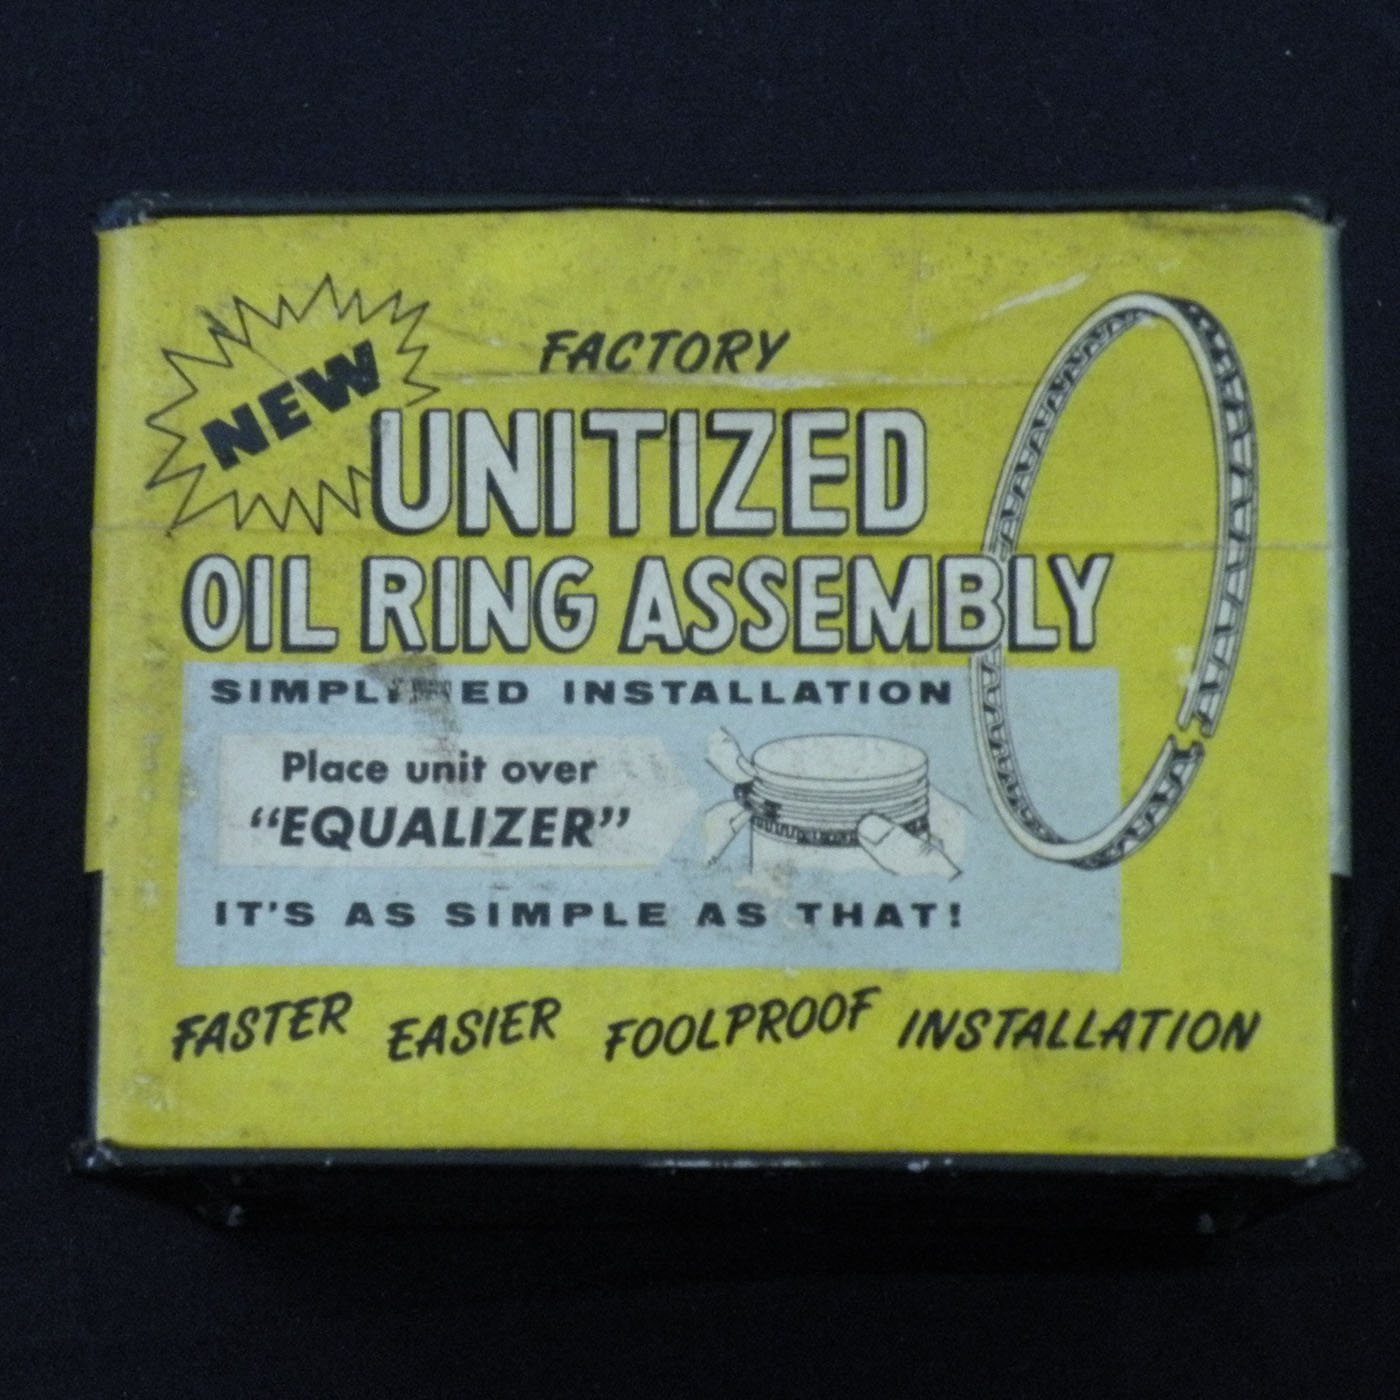 NEW
FACTORY
UNITIZED
OIL RING ASSEMBLY
SIMPLIFIED INSTALLATION
Place unit over
“EQUALIZER”
IT'S AS SIMPLE AS THAT!
FASTER EASIER FOOLPROOF INSTALLATION